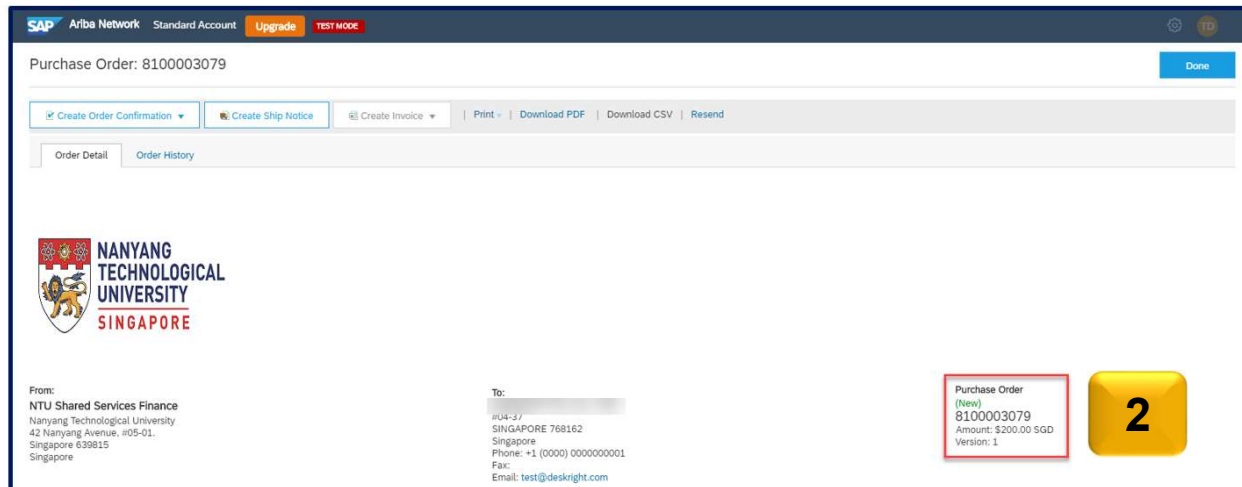 SAP Ariba Network Standard Account Upgrade TEST MODE TD
Purchase Order: 8100003079 Done
Create Order Confirmation Create Ship Notice Create Invoice | Print | Download PDF | Download CSV | Resend
Order Detail Order History
NANYANG
TECHNOLOGICAL
UNIVERSITY
SINGAPORE
From:
NTU Shared Services Finance
Nanyang Technological University
42 Nanyang Avenue, #05-01.
Singapore 639815
Singapore
To:
#04-37
SINGAPORE 768162
Singapore
Phone: +1 (0000) 0000000001
Fax:
Email: test@deskright.com
Purchase Order
(New)
8100003079
Amount: $200.00 SGD
Version: 1
2